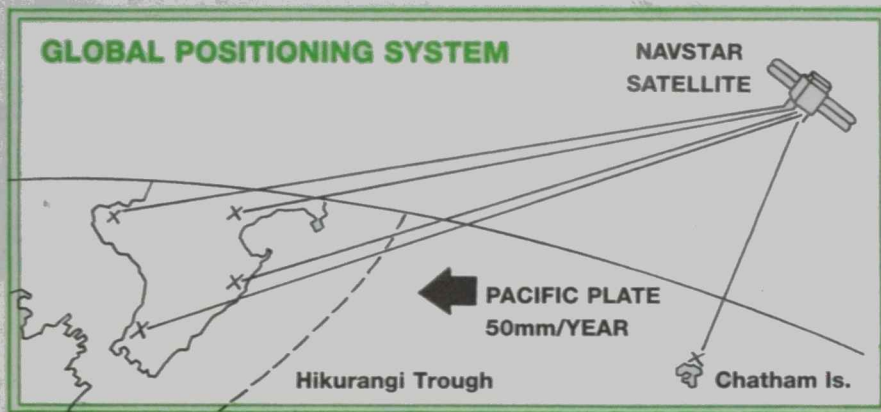 GLOBAL POSITIONING SYSTEM
NAVSTAR
SATELLITE
PACIFIC PLATE
50mm/YEAR
Hikurangi Trough
Chatham Is.